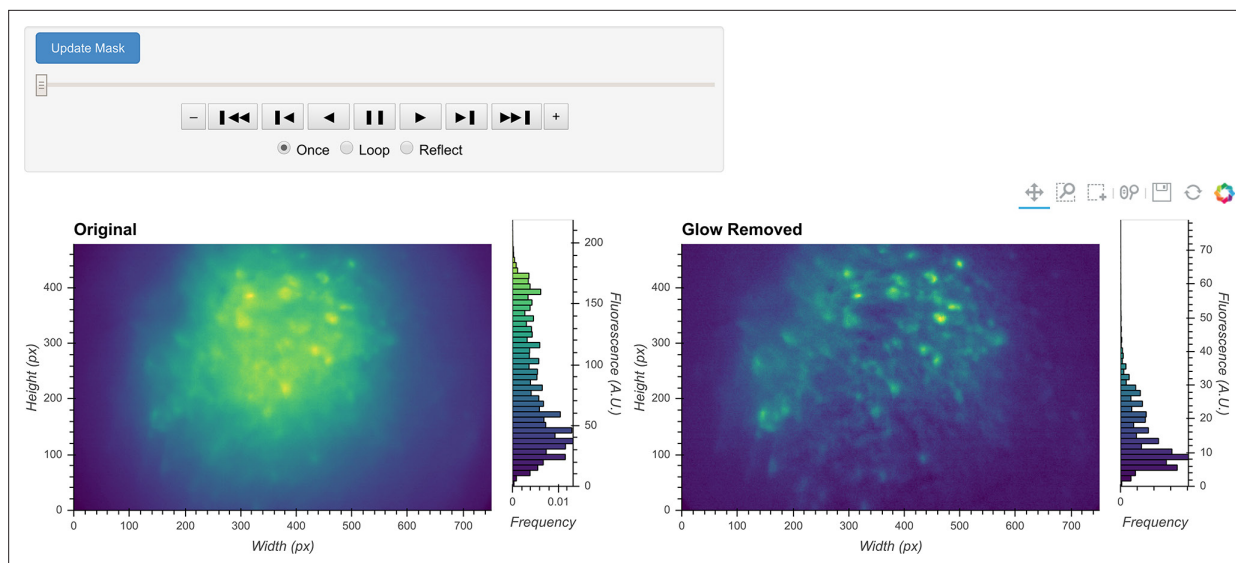 Update Mask
– +
Once Loop Reflect
Original
400
300
200
100
0
0 100 200 300 400 500 600 700
Height (px)
Width (px)
200
150
100
50
0
Fluorescence (A.U.)
0 0.01
Frequency
Glow Removed
400
300
200
100
0
0 100 200 300 400 500 600 700
Height (px)
Width (px)
70
60
50
40
30
20
10
0
Fluorescence (A.U.)
0
Frequency